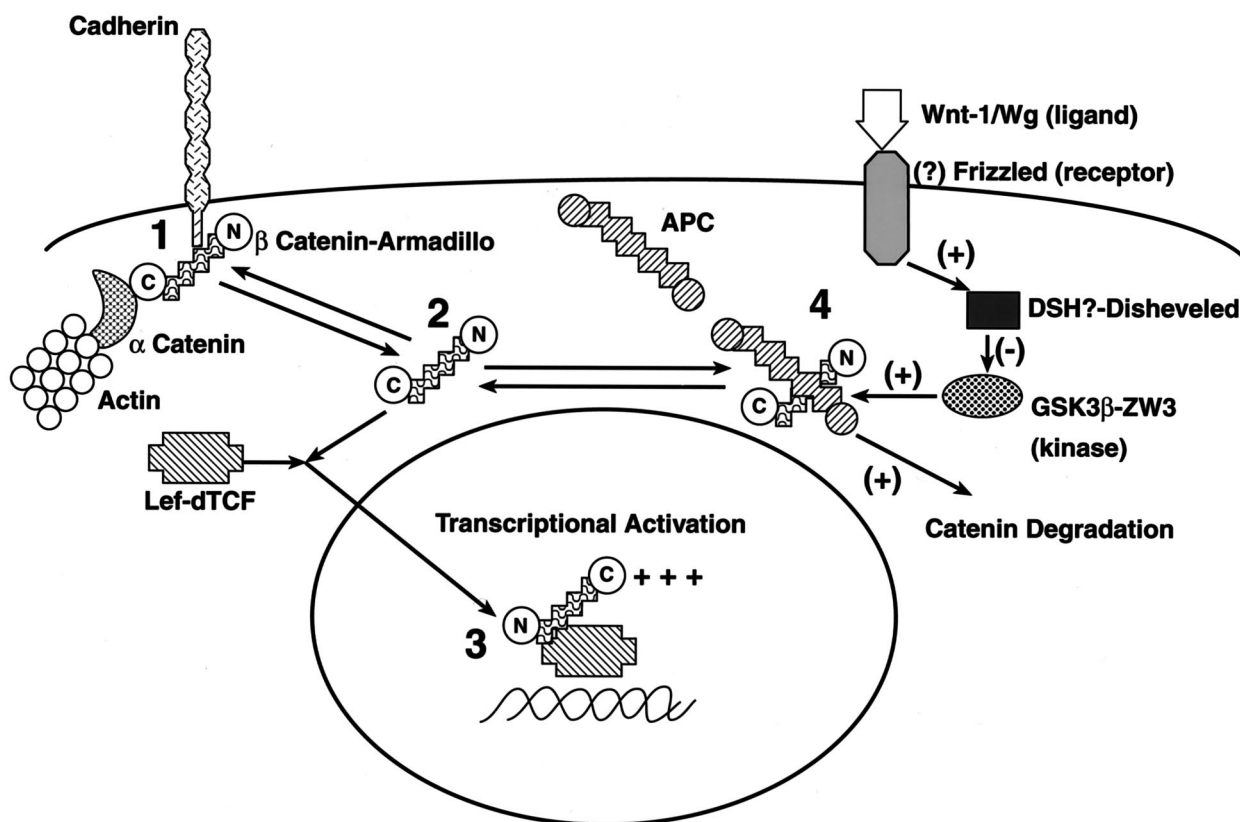 Cadherin
Wnt-1/Wg (ligand)
(?) Frizzled (receptor)
1
N
β Catenin-Armadillo
APC
(+)
C
α Catenin
Actin
2
N
C
4
N
C
DSH?-Disheveled
(-)
(+)
GSK3β-ZW3
(kinase)
Lef-dTCF
(+)
Catenin Degradation
Transcriptional Activation
C
+ + +
N
3